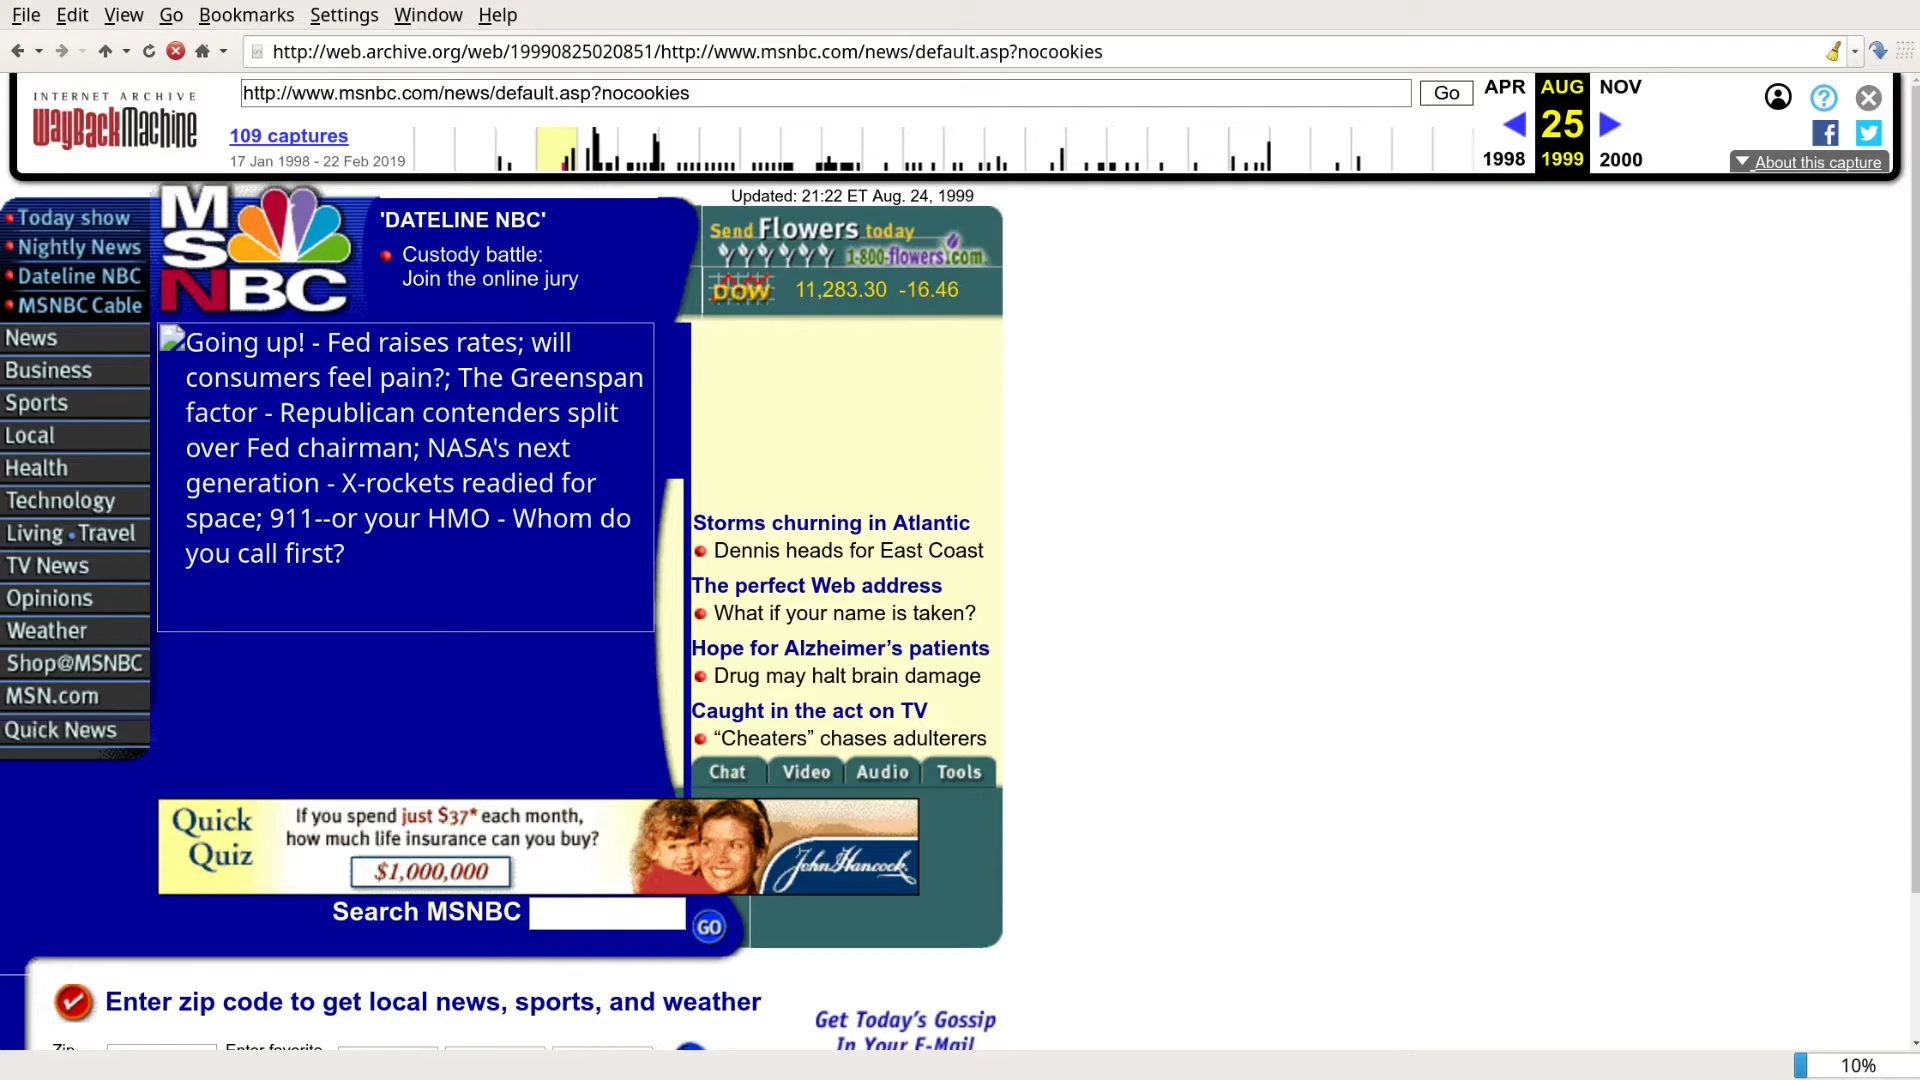 File Edit View Go Bookmarks Settings Window Help
http://web.archive.org/web/19990825020851/http://www.msnbc.com/news/default.asp?nocookies
INTERNET ARCHIVE
WayBackMachine
http://www.msnbc.com/news/default.asp?nocookies
Go
109 captures
17 Jan 1998 - 22 Feb 2019
APR AUG NOV
25
1998 1999 2000
About this capture
Updated: 21:22 ET Aug. 24, 1999
Today show
Nightly News
Dateline NBC
MSNBC Cable
News
Business
Sports
Local
Health
Technology
Living • Travel
TV News
Opinions
Weather
Shop@MSNBC
MSN.com
Quick News
MSNBC
'DATELINE NBC'
Custody battle:
Join the online jury
Send Flowers today
1-800-flowers.com
DOW 11,283.30 -16.46
Going up! - Fed raises rates; will
consumers feel pain?; The Greenspan
factor - Republican contenders split
over Fed chairman; NASA's next
generation - X-rockets readied for
space; 911--or your HMO - Whom do
you call first?
Storms churning in Atlantic
Dennis heads for East Coast
The perfect Web address
What if your name is taken?
Hope for Alzheimer’s patients
Drug may halt brain damage
Caught in the act on TV
“Cheaters” chases adulterers
Chat Video Audio Tools
Quick
Quiz
If you spend just $37* each month,
how much life insurance can you buy?
$1,000,000
John Hancock
Search MSNBC
GO
Enter zip code to get local news, sports, and weather
Get Today's Gossip
In Your E-Mail
Zip
Enter favorite
10%